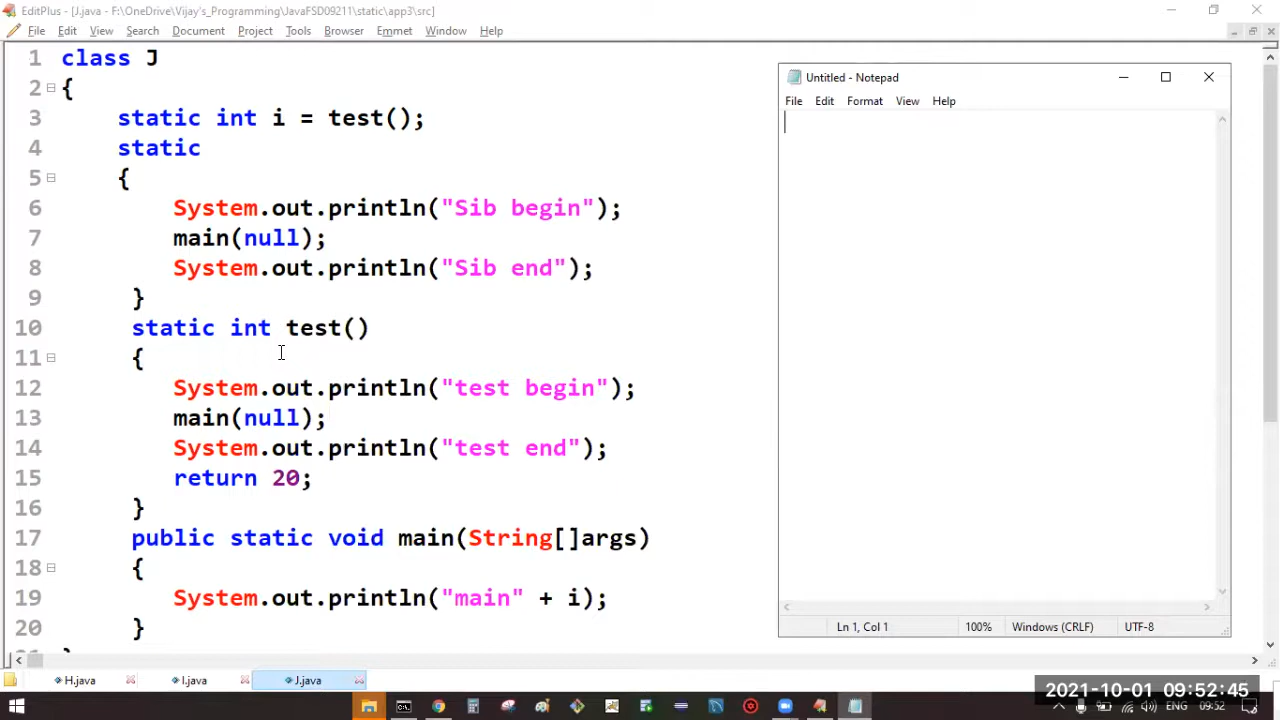 EditPlus - [J.java - F:\OneDrive\Vijay's_Programming\JavaFSD09211\static\app3\src]
File Edit View Search Document Project Tools Browser Emmet Window Help
1 class J
2 {
3 static int i = test();
4 static
5 {
6 System.out.println("Sib begin");
7 main(null);
8 System.out.println("Sib end");
9 }
10 static int test()
11 {
12 System.out.println("test begin");
13 main(null);
14 System.out.println("test end");
15 return 20;
16 }
17 public static void main(String[]args)
18 {
19 System.out.println("main" + i);
20 }
Untitled - Notepad
File Edit Format View Help
Ln 1, Col 1 100% Windows (CRLF) UTF-8
H.java I.java J.java
2021-10-01 09:52:45
ENG 09:52